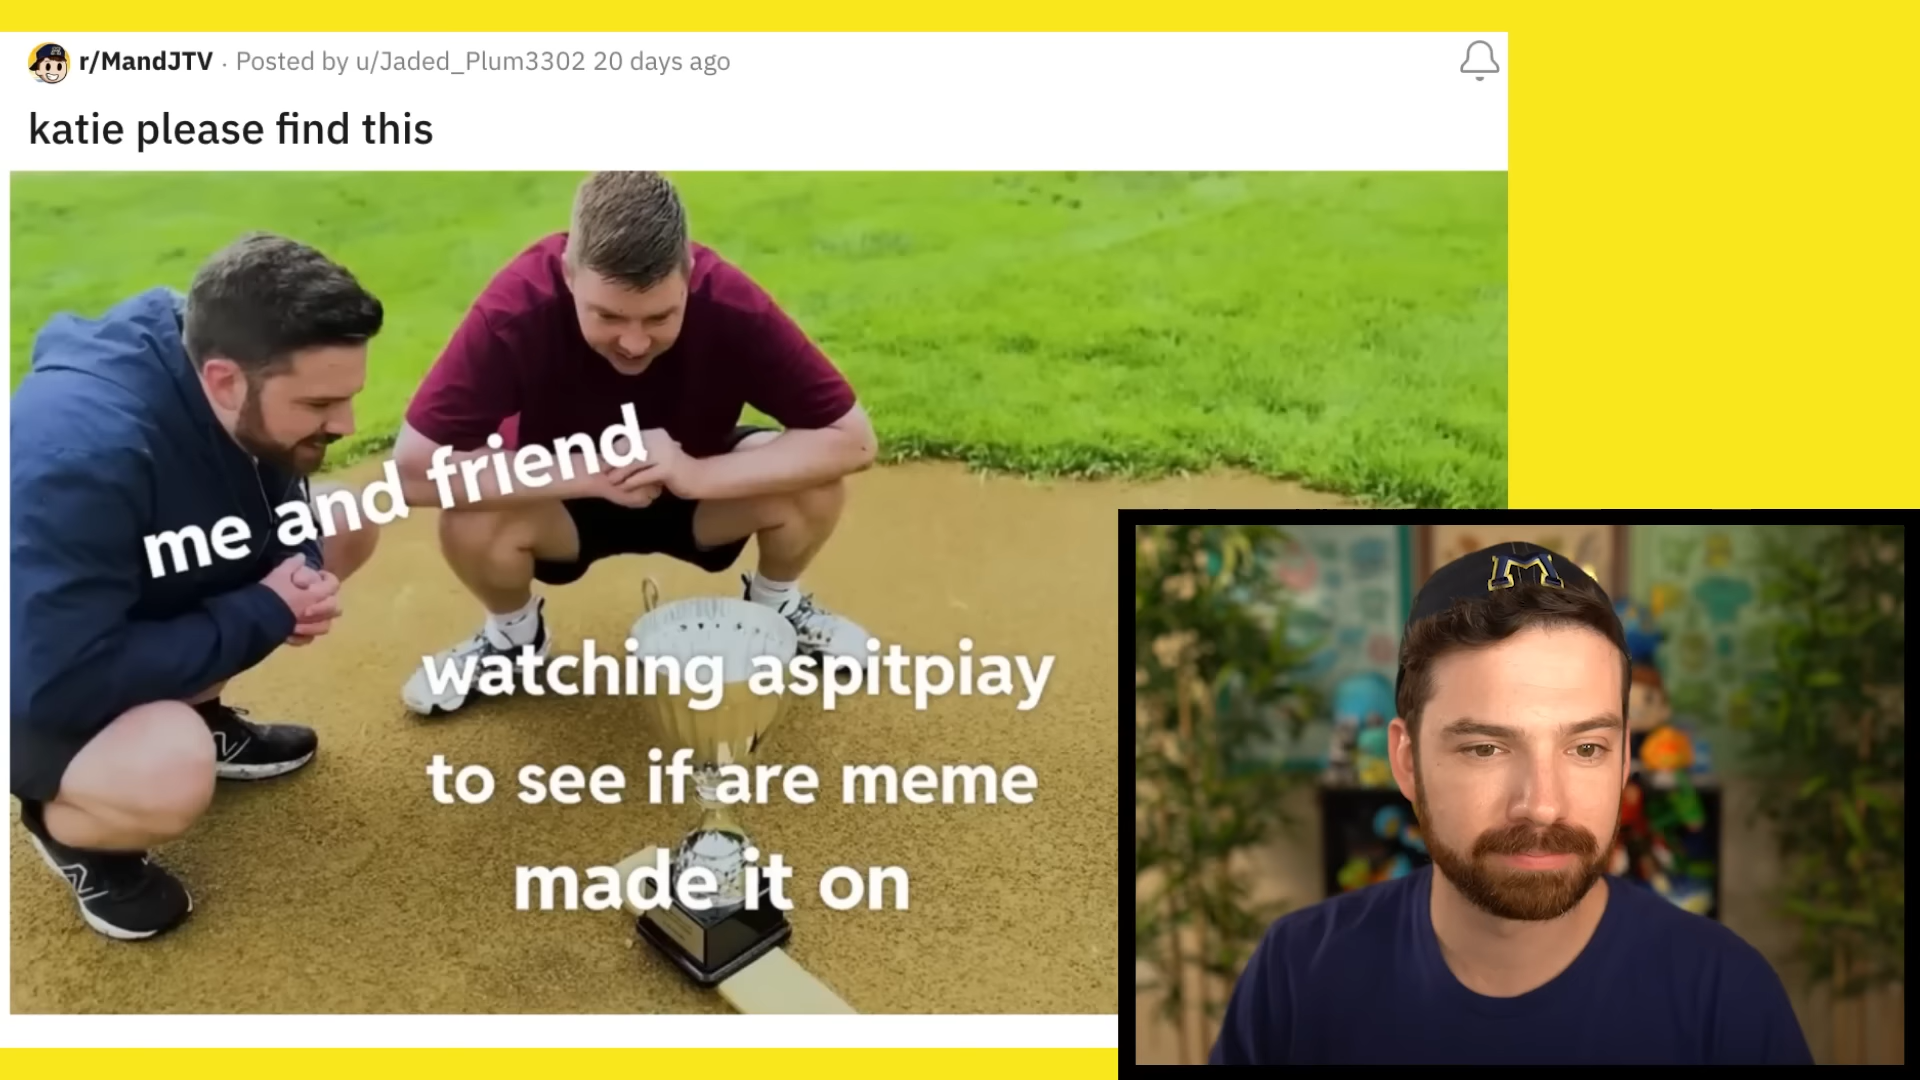 r/MandJTV · Posted by u/Jaded_Plum3302 20 days ago
katie please find this
me and friend
watching aspitpiay
to see if are meme
made it on
M